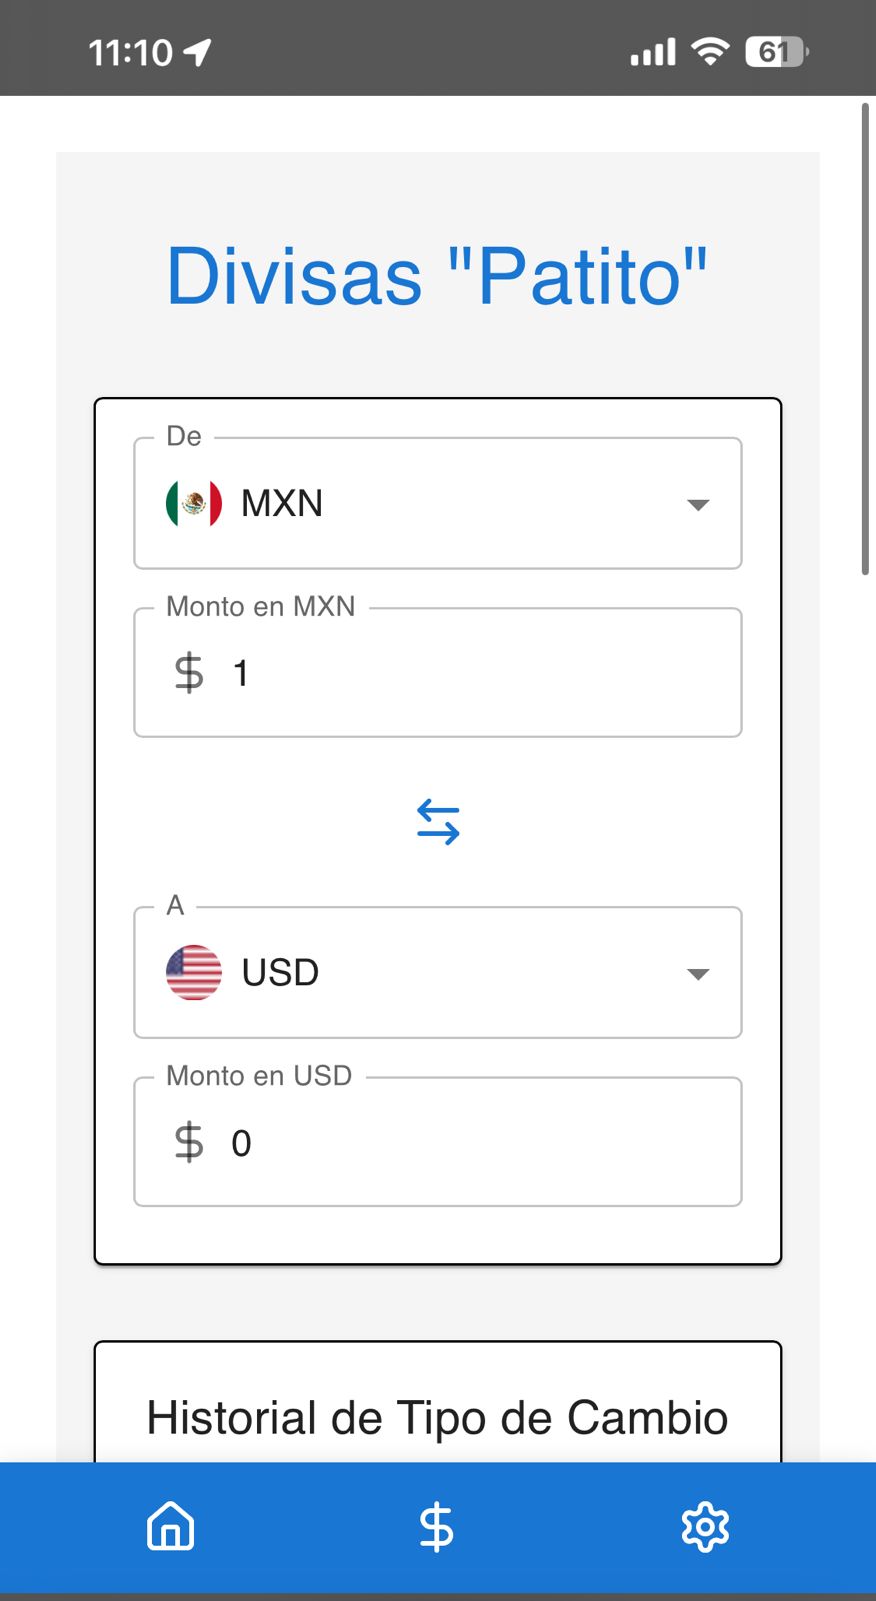 11:10
61
Divisas "Patito"
De
MXN
Monto en MXN
$ 1
A
USD
Monto en USD
$ 0
Historial de Tipo de Cambio
$